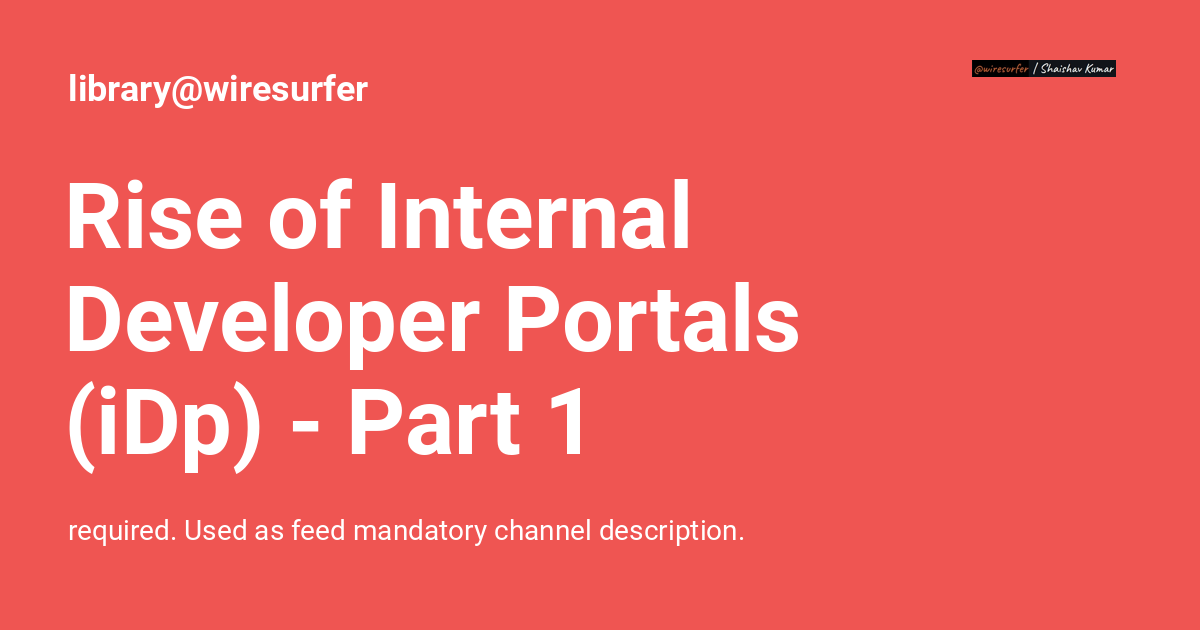 library@wiresurfer
@wiresurfer | Shaishav Kumar
Rise of Internal
Developer Portals
(iDp) - Part 1
required. Used as feed mandatory channel description.